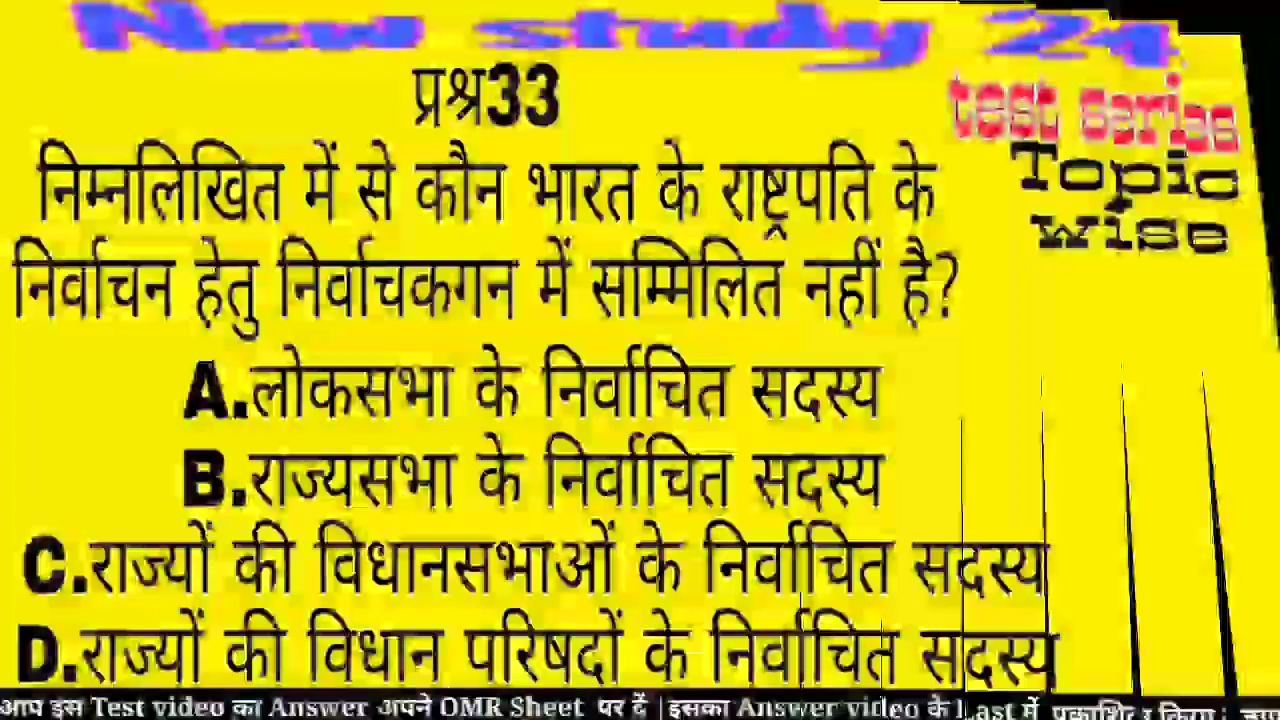 New study 24
test series
Topic
wise
प्रश्न33
निम्नलिखित में से कौन भारत के राष्ट्रपति के
निर्वाचन हेतु निर्वाचकगन में सम्मिलित नहीं है?
A.लोकसभा के निर्वाचित सदस्य
B.राज्यसभा के निर्वाचित सदस्य
C.राज्यों की विधानसभाओं के निर्वाचित सदस्य
D.राज्यों की विधान परिषदों के निर्वाचित सदस्य
आप इस Test video का Answer अपने OMR Sheet पर दें |इसका Answer video के Last में